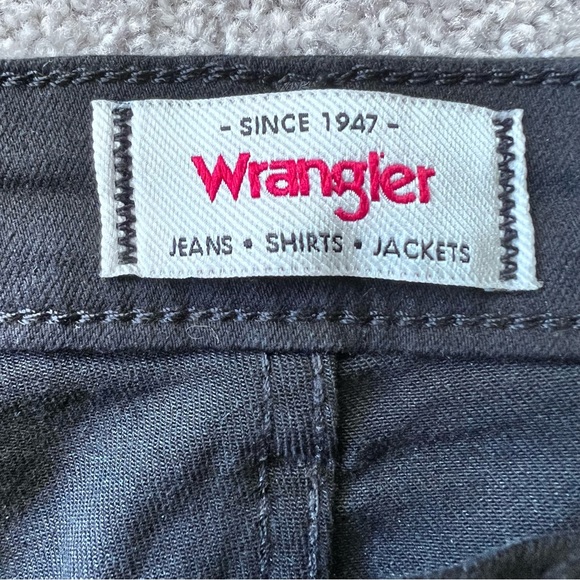 - SINCE 1947 -
Wrangler
JEANS • SHIRTS • JACKETS